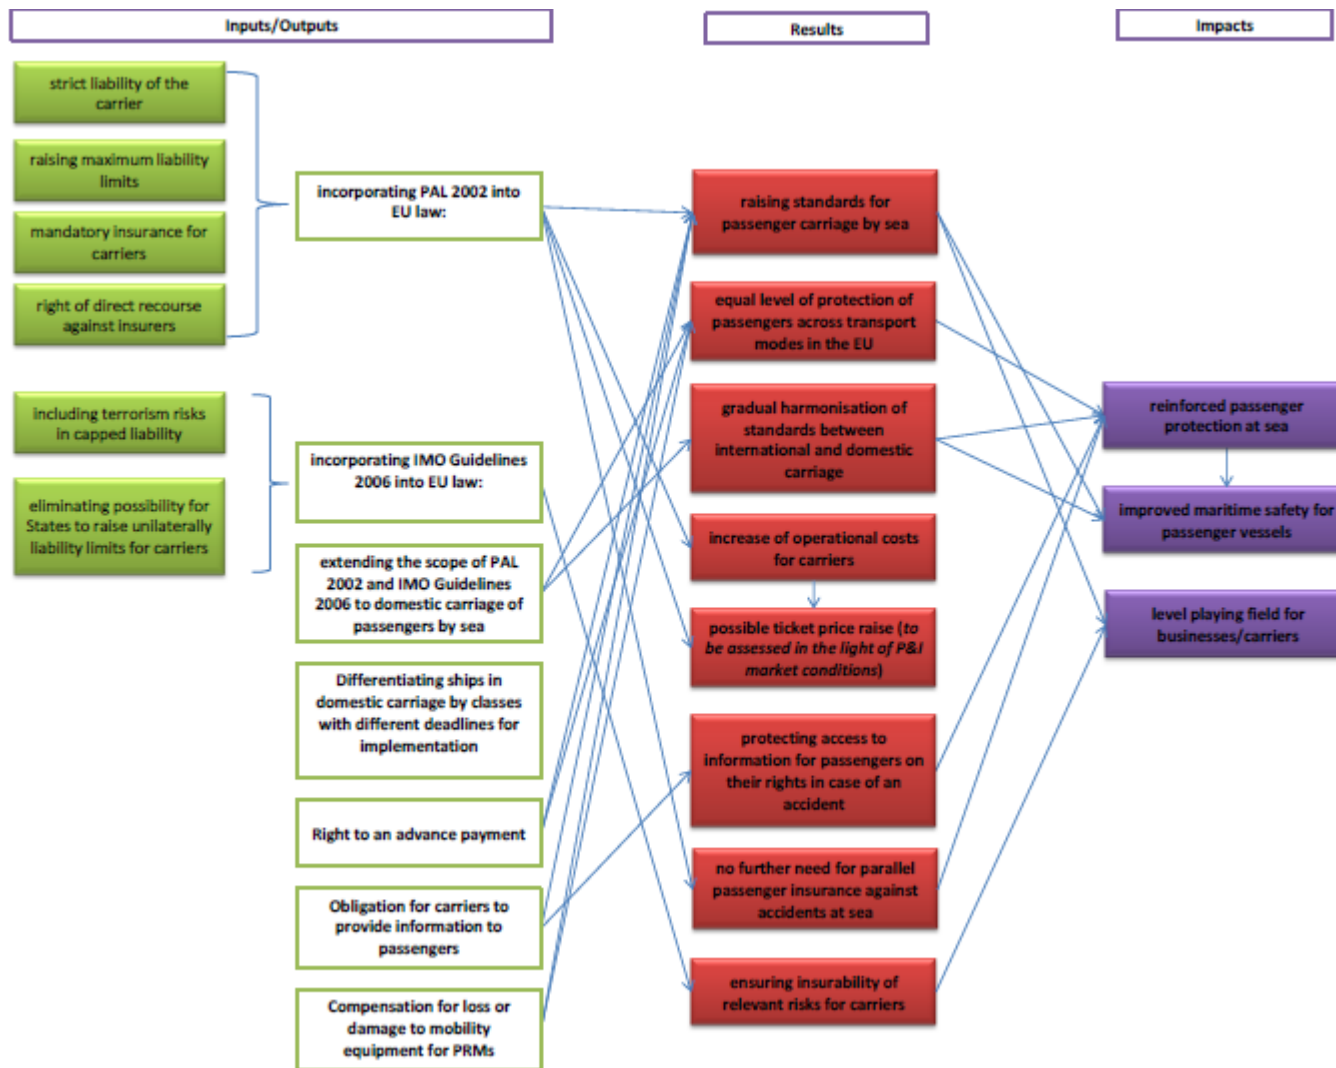 Inputs/Outputs
Results
Impacts
strict liability of the
carrier
raising maximum liability
limits
mandatory insurance for
carriers
right of direct recourse
against insurers
including terrorism risks
in capped liability
eliminating possibility for
States to raise unilaterally
liability limits for carriers
incorporating PAL 2002 into
EU law:
incorporating IMO Guidelines
2006 into EU law:
extending the scope of PAL
2002 and IMO Guidelines
2006 to domestic carriage of
passengers by sea
Differentiating ships in
domestic carriage by classes
with different deadlines for
implementation
Right to an advance payment
Obligation for carriers to
provide information to
passengers
Compensation for loss or
damage to mobility
equipment for PRMs
raising standards for
passenger carriage by sea
equal level of protection of
passengers across transport
modes in the EU
gradual harmonisation of
standards between
international and domestic
carriage
increase of operational costs
for carriers
possible ticket price raise (to
be assessed in the light of P&I
market conditions)
protecting access to
information for passengers on
their rights in case of an
accident
no further need for parallel
passenger insurance against
accidents at sea
ensuring insurability of
relevant risks for carriers
reinforced passenger
protection at sea
improved maritime safety for
passenger vessels
level playing field for
businesses/carriers